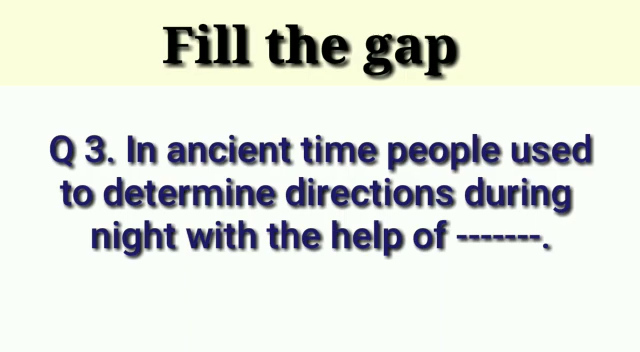 Fill the gap
Q 3. In ancient time people used
to determine directions during
night with the help of -------.